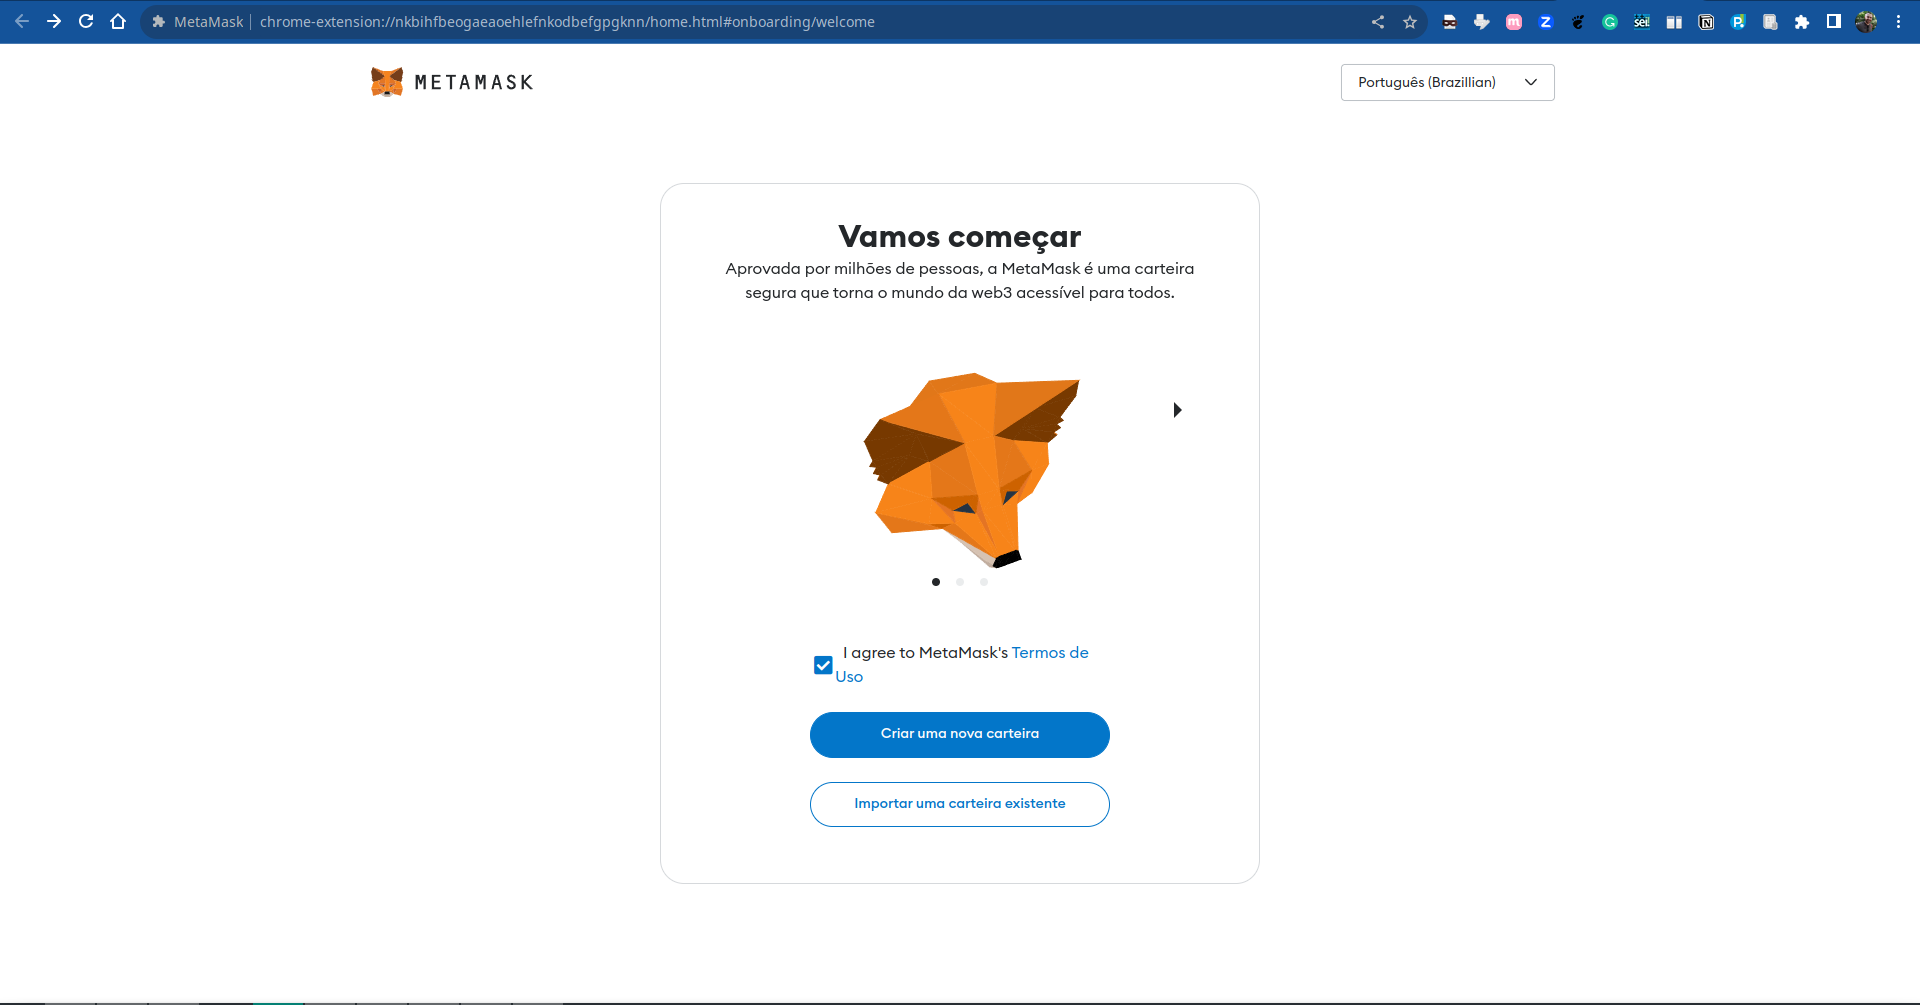 MetaMask chrome-extension://nkbihfbeogaeaoehlefnkodbefgpgknn/home.html#onboarding/welcome
METAMASK
Português (Brazillian)
Vamos começar
Aprovada por milhões de pessoas, a MetaMask é uma carteira
segura que torna o mundo da web3 acessível para todos.
I agree to MetaMask's Termos de
Uso
Criar uma nova carteira
Importar uma carteira existente